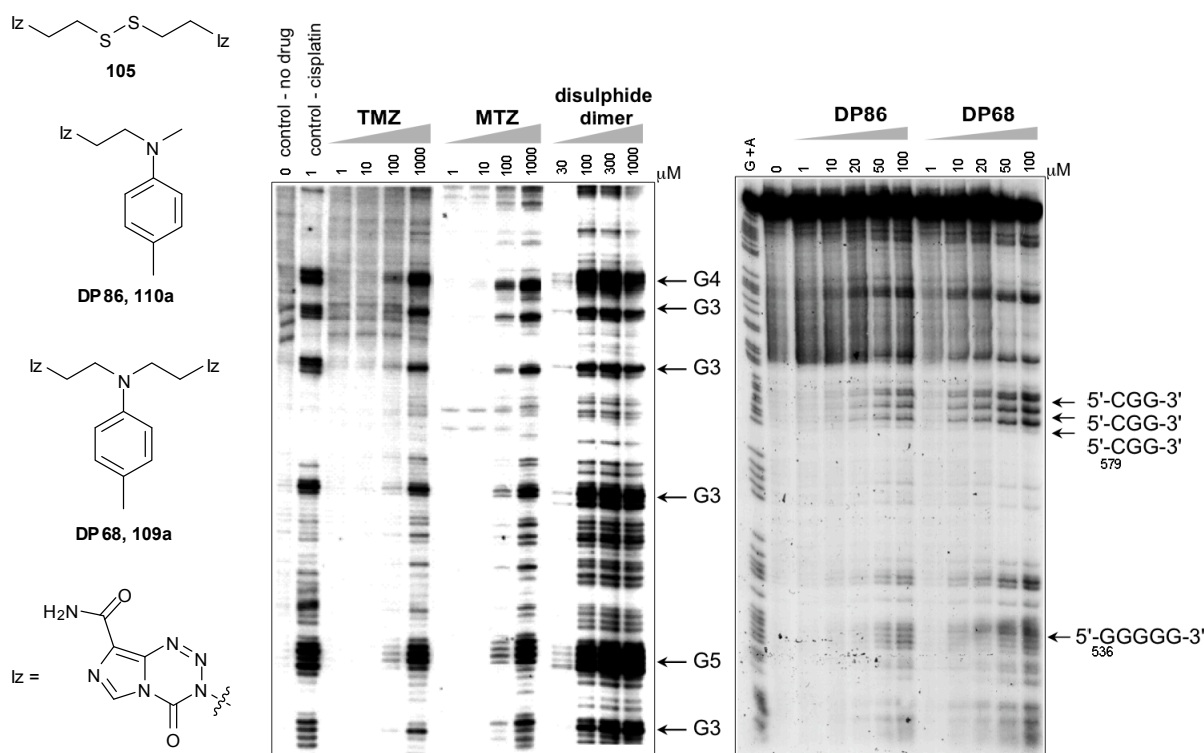 Iz
S
S
Iz
105
Iz
N
DP86, 110a
Iz
Iz
N
DP68, 109a
Iz =
H2N
O
N
N
N
N
N
N
O
control - no drug
control - cisplatin
TMZ
MTZ
disulphide
dimer
0 1 1 10 100 1000 1 10 100 1000 30 100 300 1000 μM
G4
G3
G3
G3
G5
G3
DP86
DP68
G +A 0 1 10 20 50 100 1 10 20 50 100 μM
5'-CGG-3'
5'-CGG-3'
5'-CGG-3'
579
5'-GGGGG-3'
536